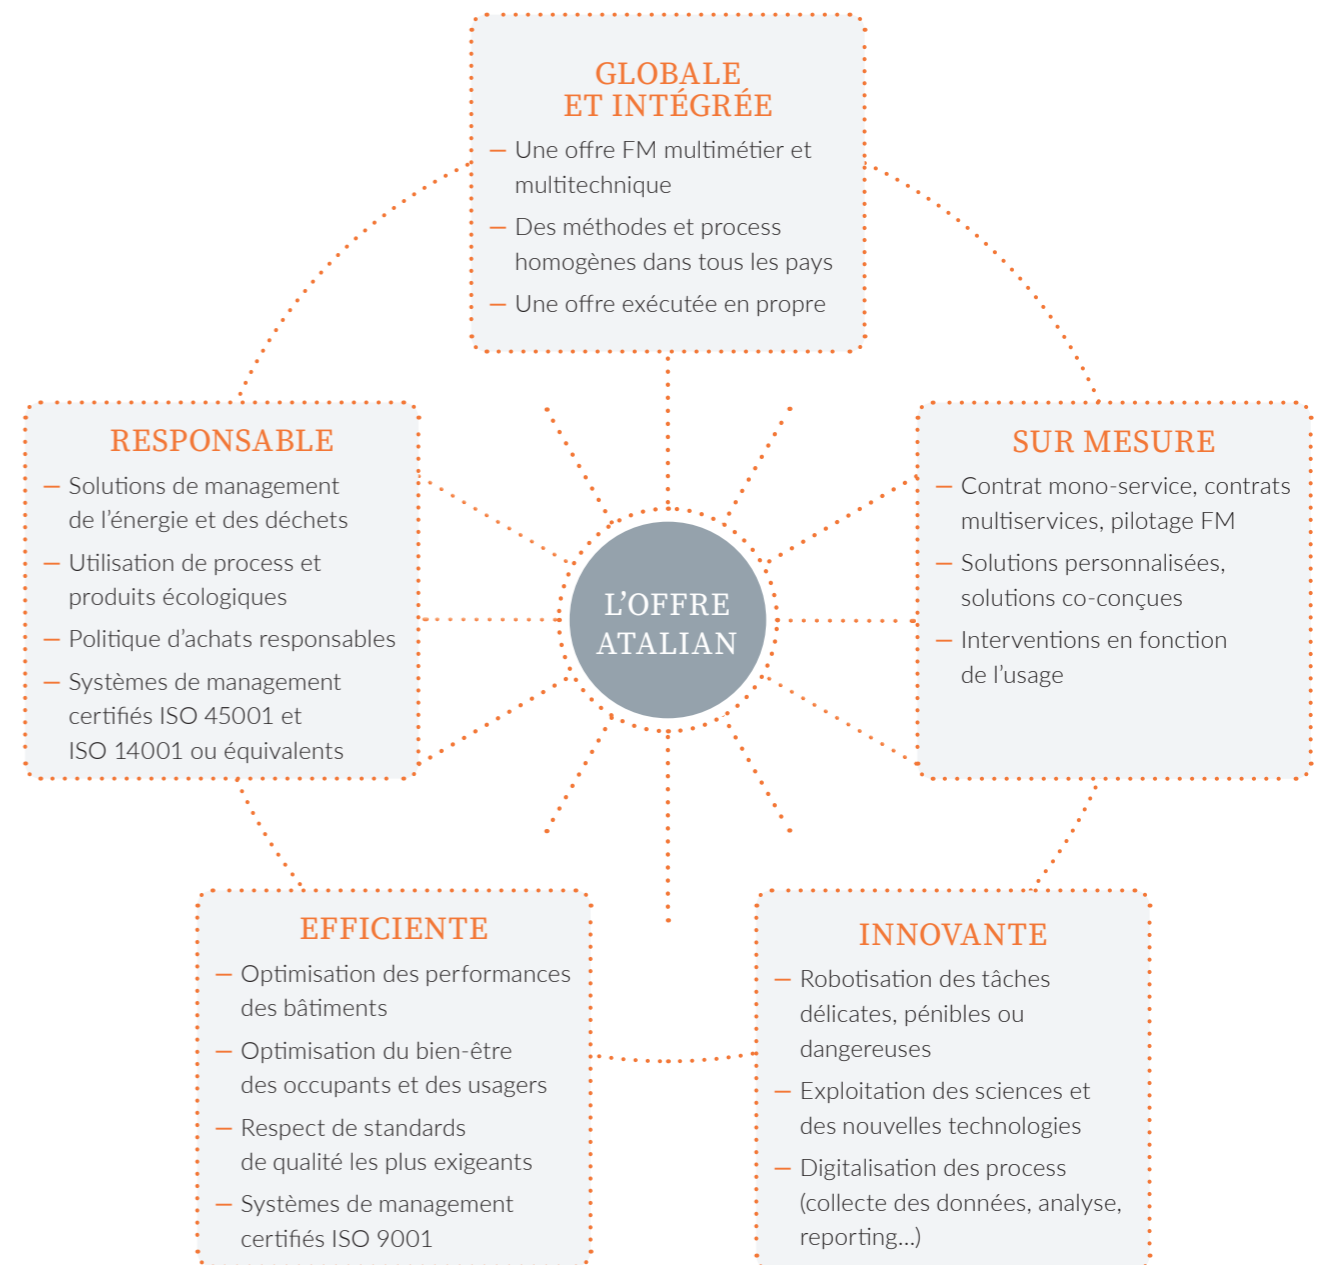 GLOBALE
ET INTÉGRÉE
— Une offre FM multimétier et
multitechnique
— Des méthodes et process
homogènes dans tous les pays
— Une offre exécutée en propre
RESPONSABLE
— Solutions de management
de l’énergie et des déchets
— Utilisation de process et
produits écologiques
— Politique d’achats responsables
— Systèmes de management
certifiés ISO 45001 et
ISO 14001 ou équivalents
L’OFFRE
ATALIAN
SUR MESURE
— Contrat mono-service, contrats
multiservices, pilotage FM
— Solutions personnalisées,
solutions co-conçues
— Interventions en fonction
de l’usage
EFFICIENTE
— Optimisation des performances
des bâtiments
— Optimisation du bien-être
des occupants et des usagers
— Respect de standards
de qualité les plus exigeants
— Systèmes de management
certifiés ISO 9001
INNOVANTE
— Robotisation des tâches
délicates, pénibles ou
dangereuses
— Exploitation des sciences et
des nouvelles technologies
— Digitalisation des process
(collecte des données, analyse,
reporting...)